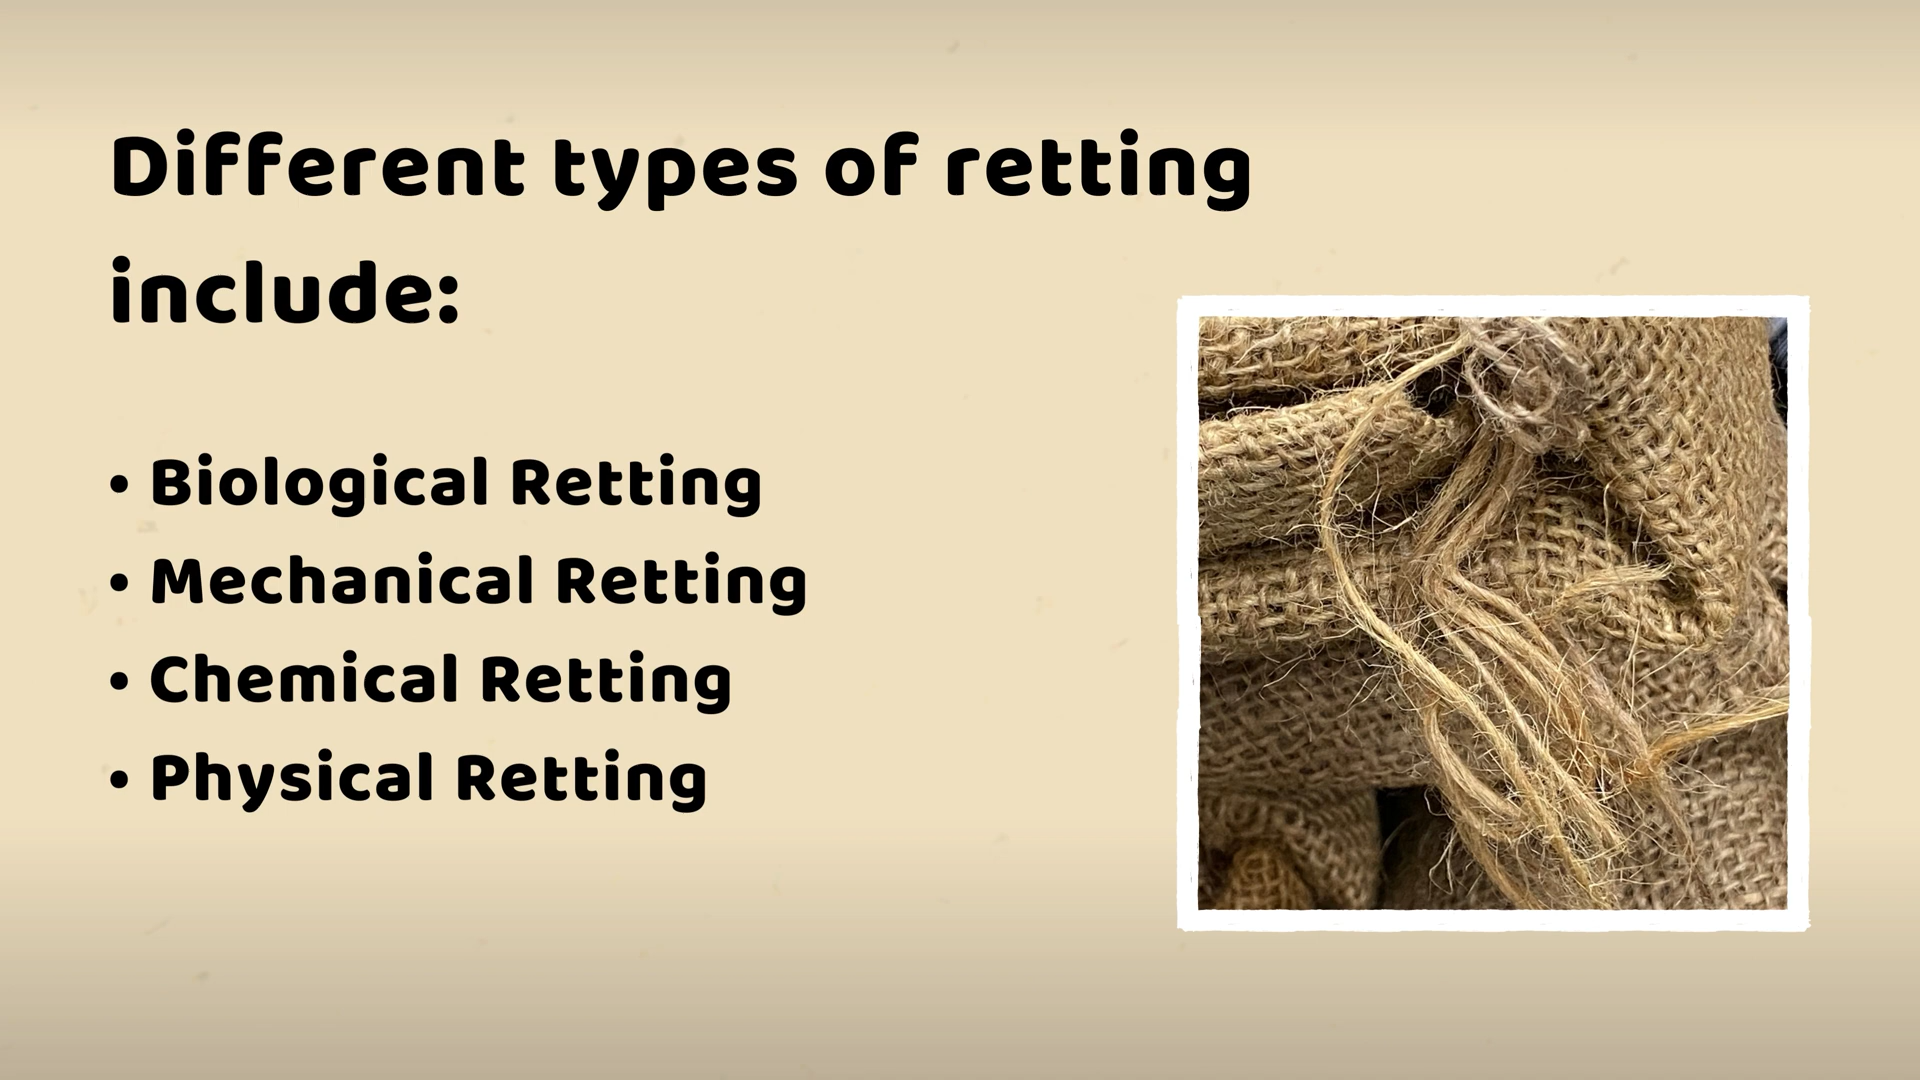 Different types of retting
include:
• Biological Retting
• Mechanical Retting
• Chemical Retting
• Physical Retting